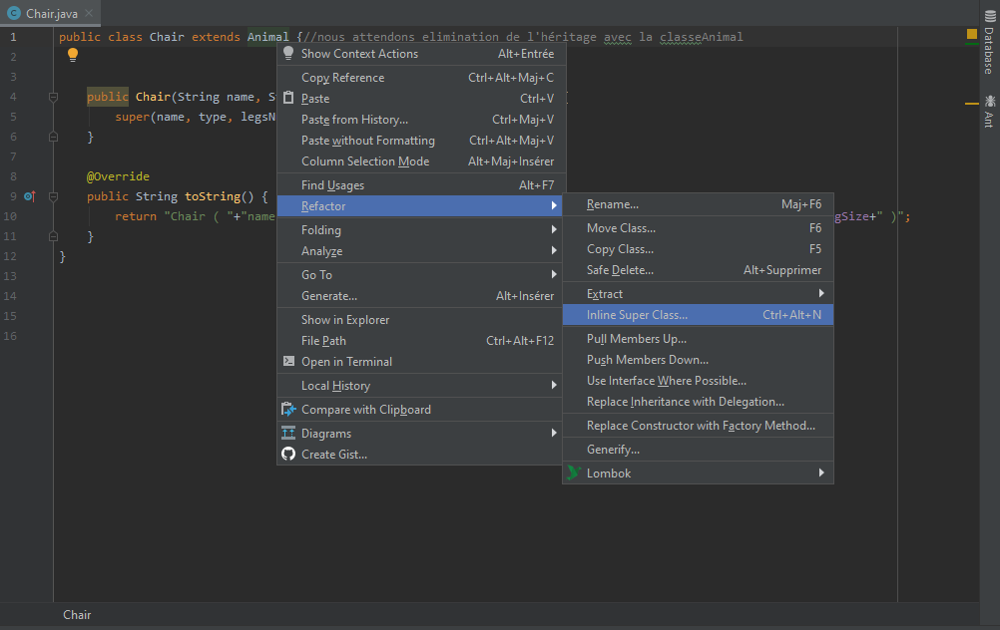 Chair.java
1 public class Chair extends Animal {//nous attendons elimination de l'héritage avec la classeAnimal
2
3
4 public Chair(String name, S
5 super(name, type, legsN
6 }
7
8 @Override
9 public String toString() {
10 return "Chair ( "+"name gSize+" )";
11 }
12 }
13
14
15
16
Show Context Actions Alt+Entrée
Copy Reference Ctrl+Alt+Maj+C
Paste Ctrl+V
Paste from History... Ctrl+Maj+V
Paste without Formatting Ctrl+Alt+Maj+V
Column Selection Mode Alt+Maj+Insérer
Find Usages Alt+F7
Refactor
Folding
Analyze
Go To
Generate... Alt+Insérer
Show in Explorer
File Path Ctrl+Alt+F12
Open in Terminal
Local History
Compare with Clipboard
Diagrams
Create Gist...
Rename... Maj+F6
Move Class... F6
Copy Class... F5
Safe Delete... Alt+Supprimer
Extract
Inline Super Class... Ctrl+Alt+N
Pull Members Up...
Push Members Down...
Use Interface Where Possible...
Replace Inheritance with Delegation...
Replace Constructor with Factory Method...
Generify...
Lombok
Database
Ant
Chair